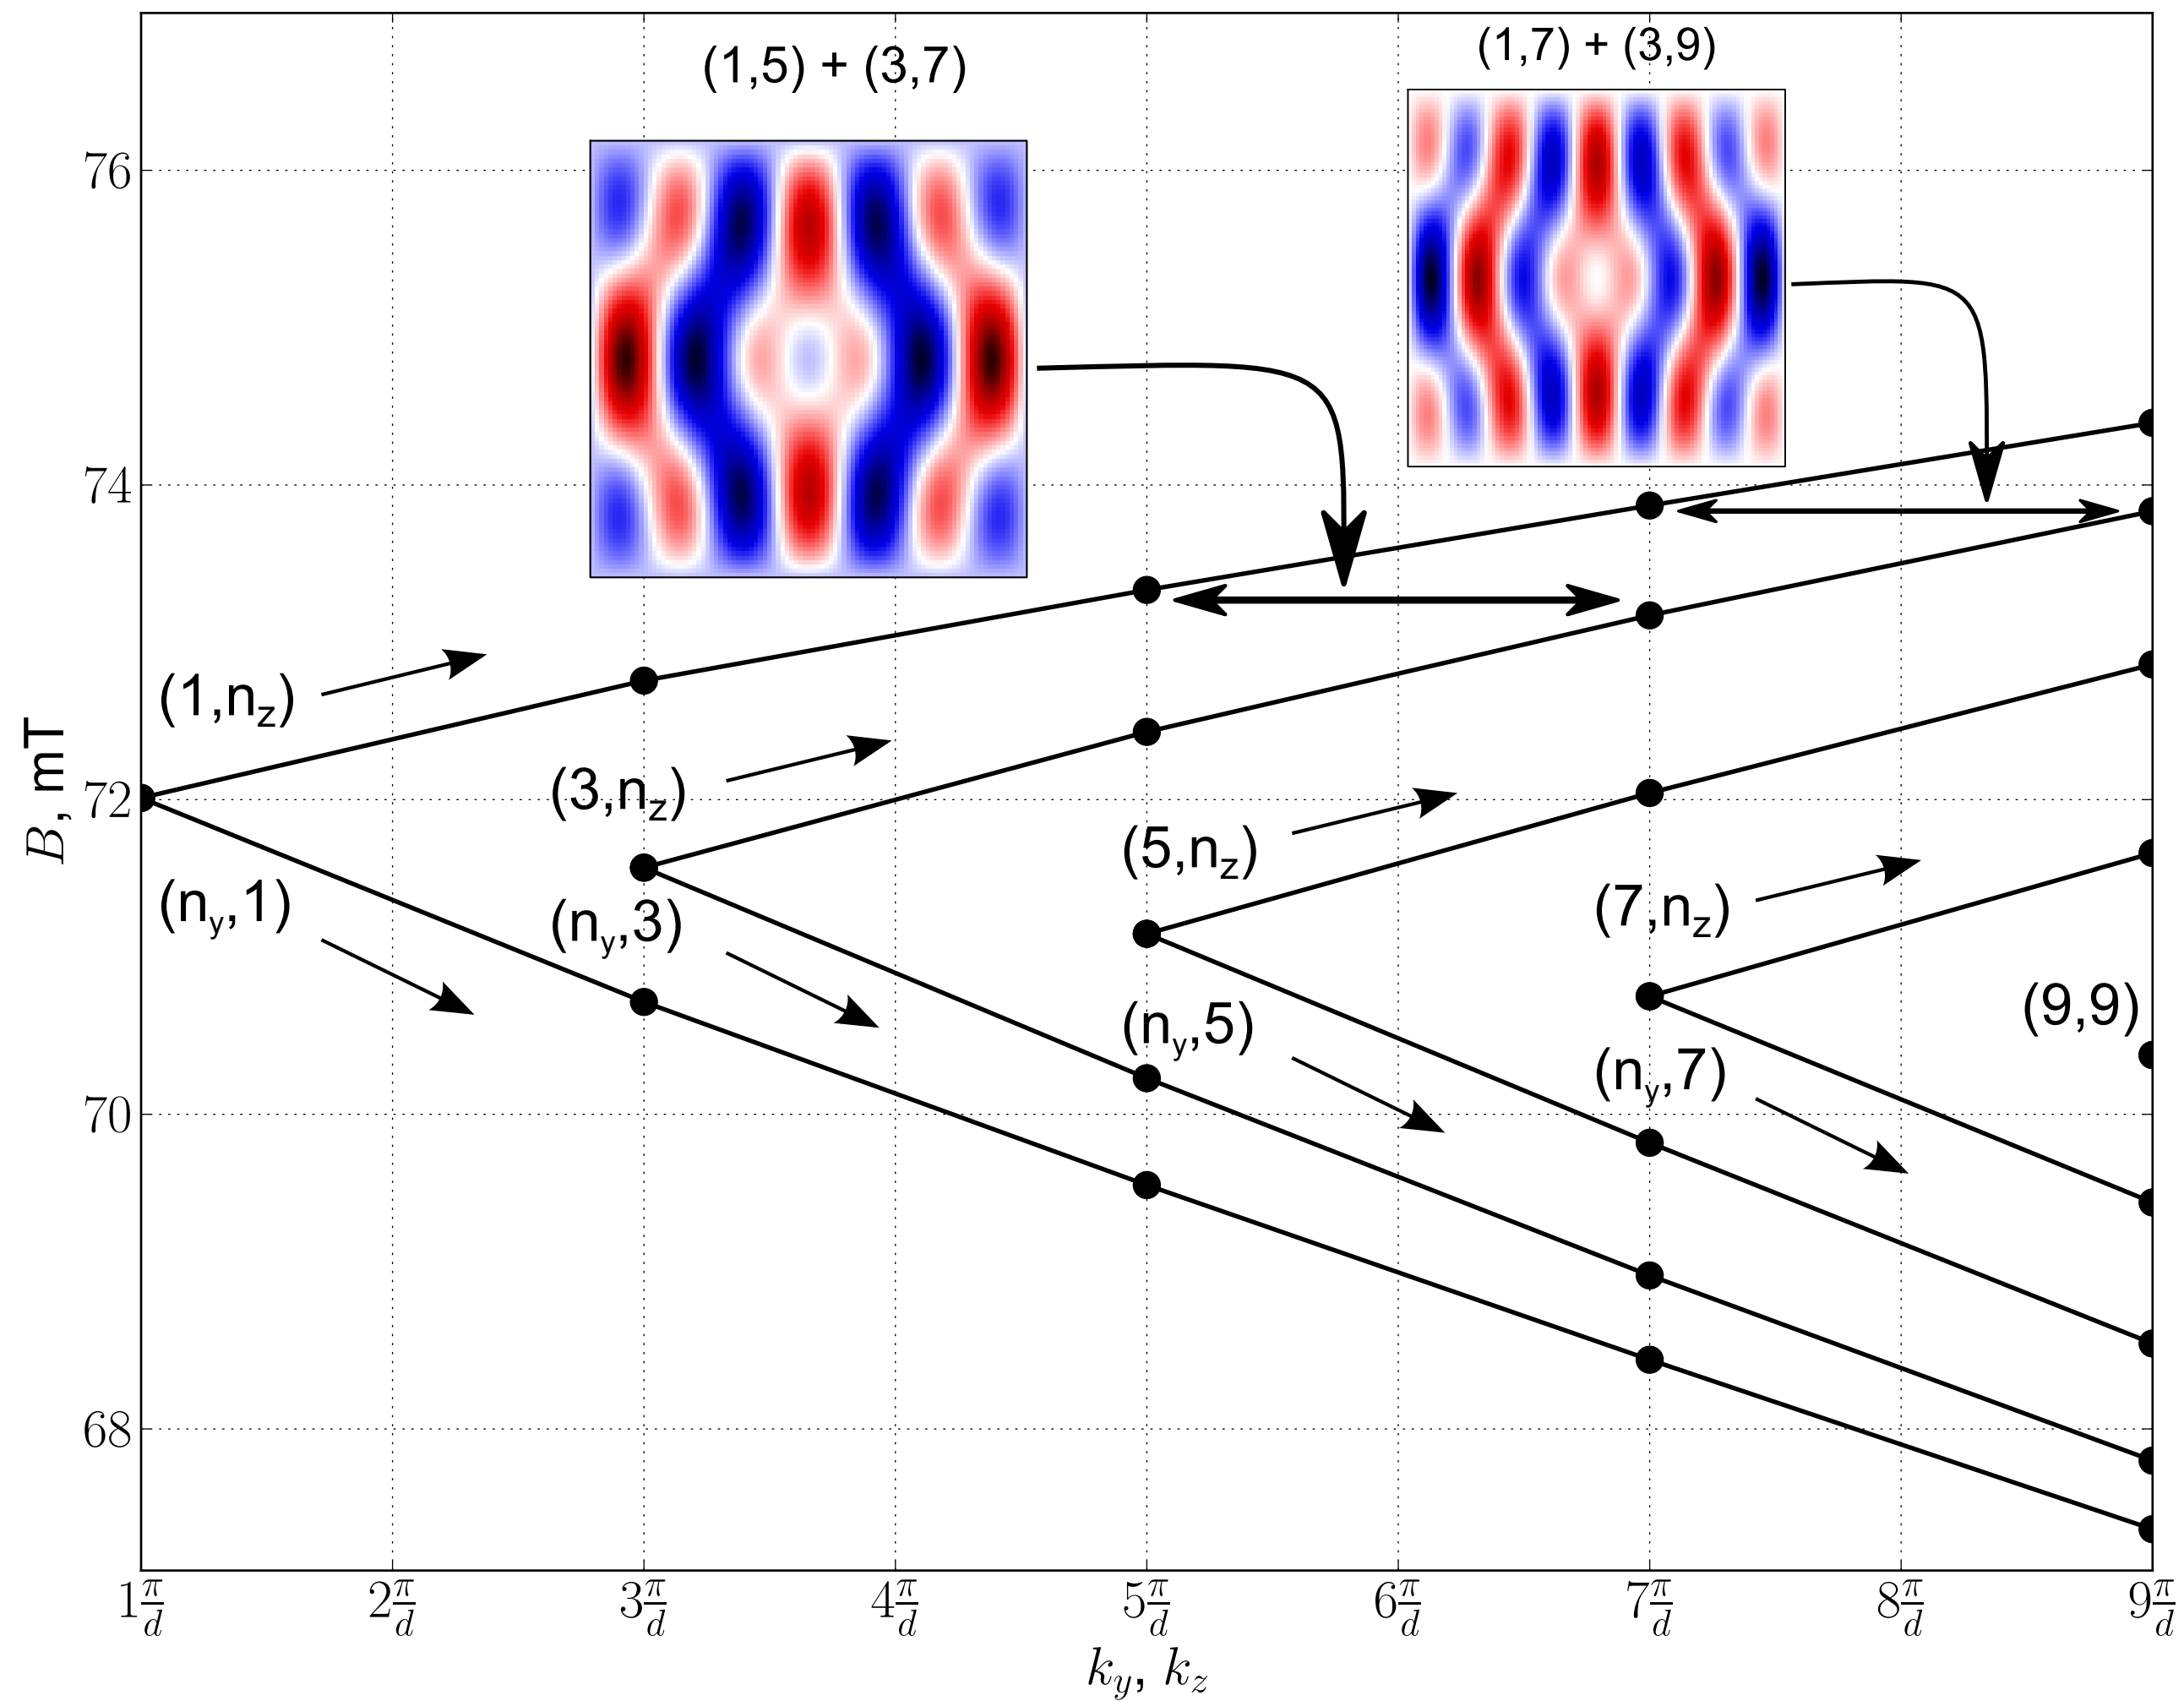 (1,7) + (3,9)
(1,5) + (3,7)
76
74
72
70
68
B, mT
(1,n_z)
(n_y,1)
(3,n_z)
(n_y,3)
(5,n_z)
(n_y,5)
(7,n_z)
(n_y,7)
(9,9)
1π/d 2π/d 3π/d 4π/d 5π/d 6π/d 7π/d 8π/d 9π/d
k_y, k_z